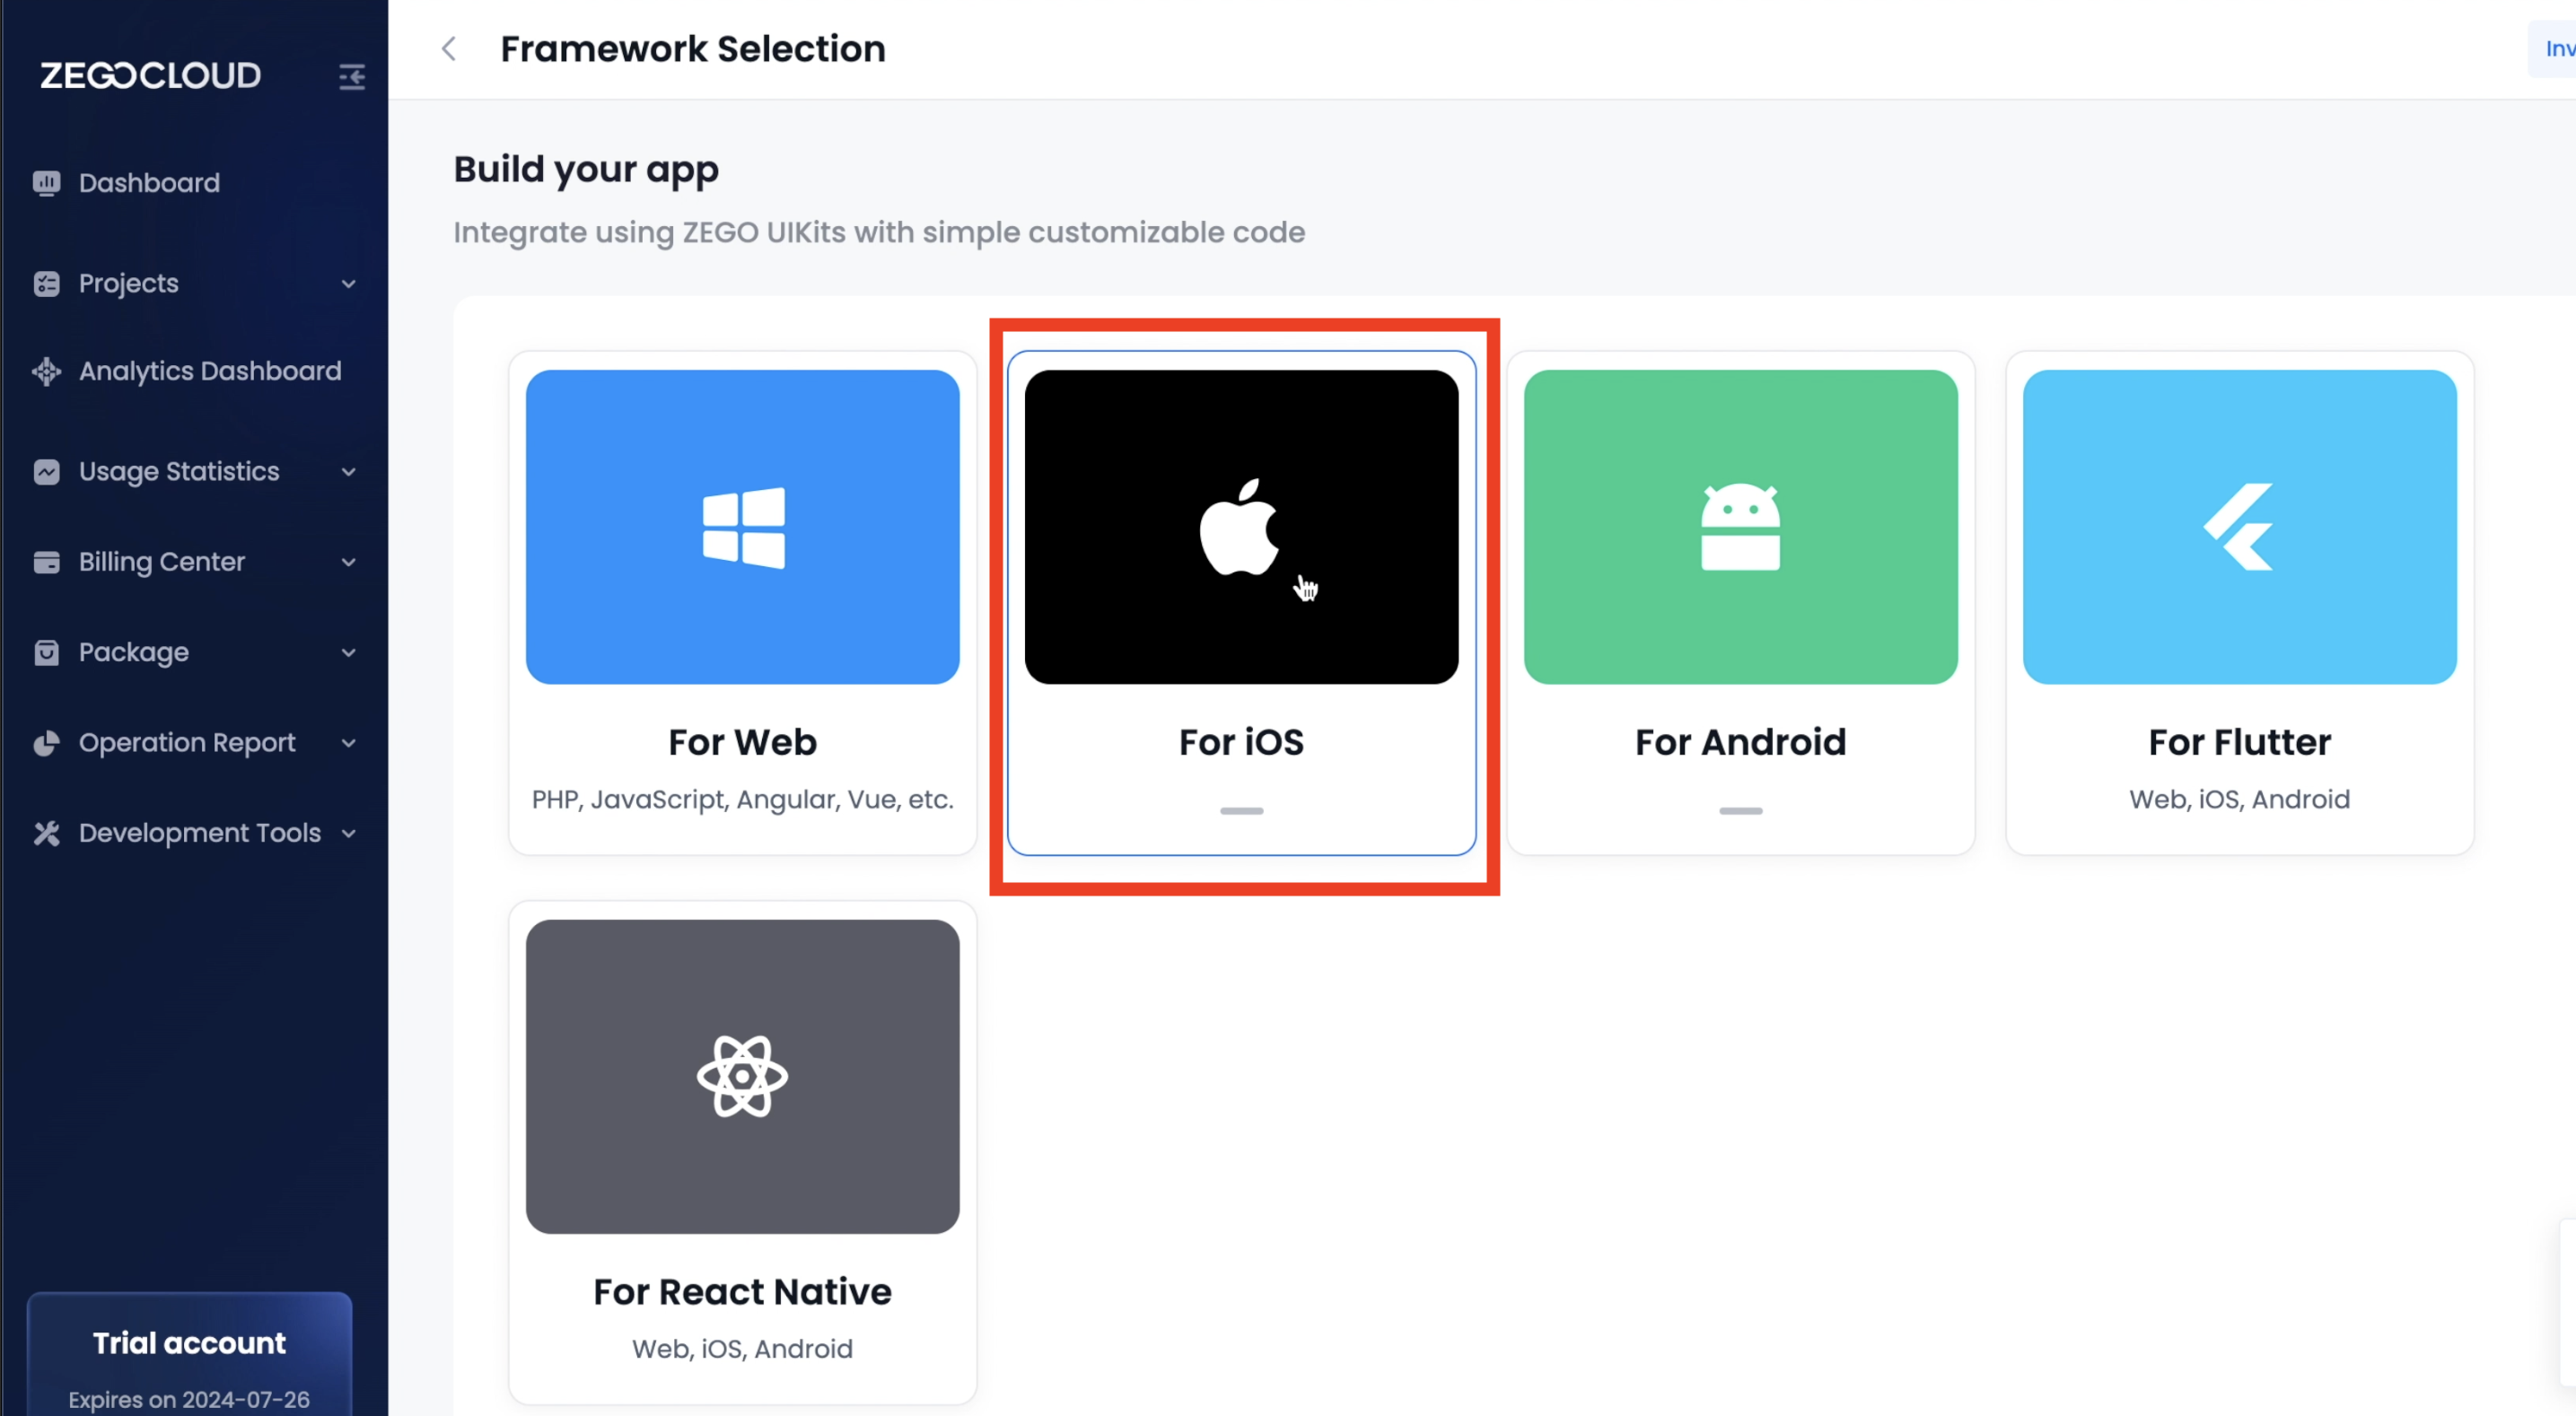 ZEGOCLOUD
Framework Selection
Dashboard
Projects
Analytics Dashboard
Usage Statistics
Billing Center
Package
Operation Report
Development Tools
Trial account
Expires on 2024-07-26
Build your app
Integrate using ZEGO UIKits with simple customizable code
For Web
PHP, JavaScript, Angular, Vue, etc.
For iOS
For Android
For Flutter
Web, iOS, Android
For React Native
Web, iOS, Android